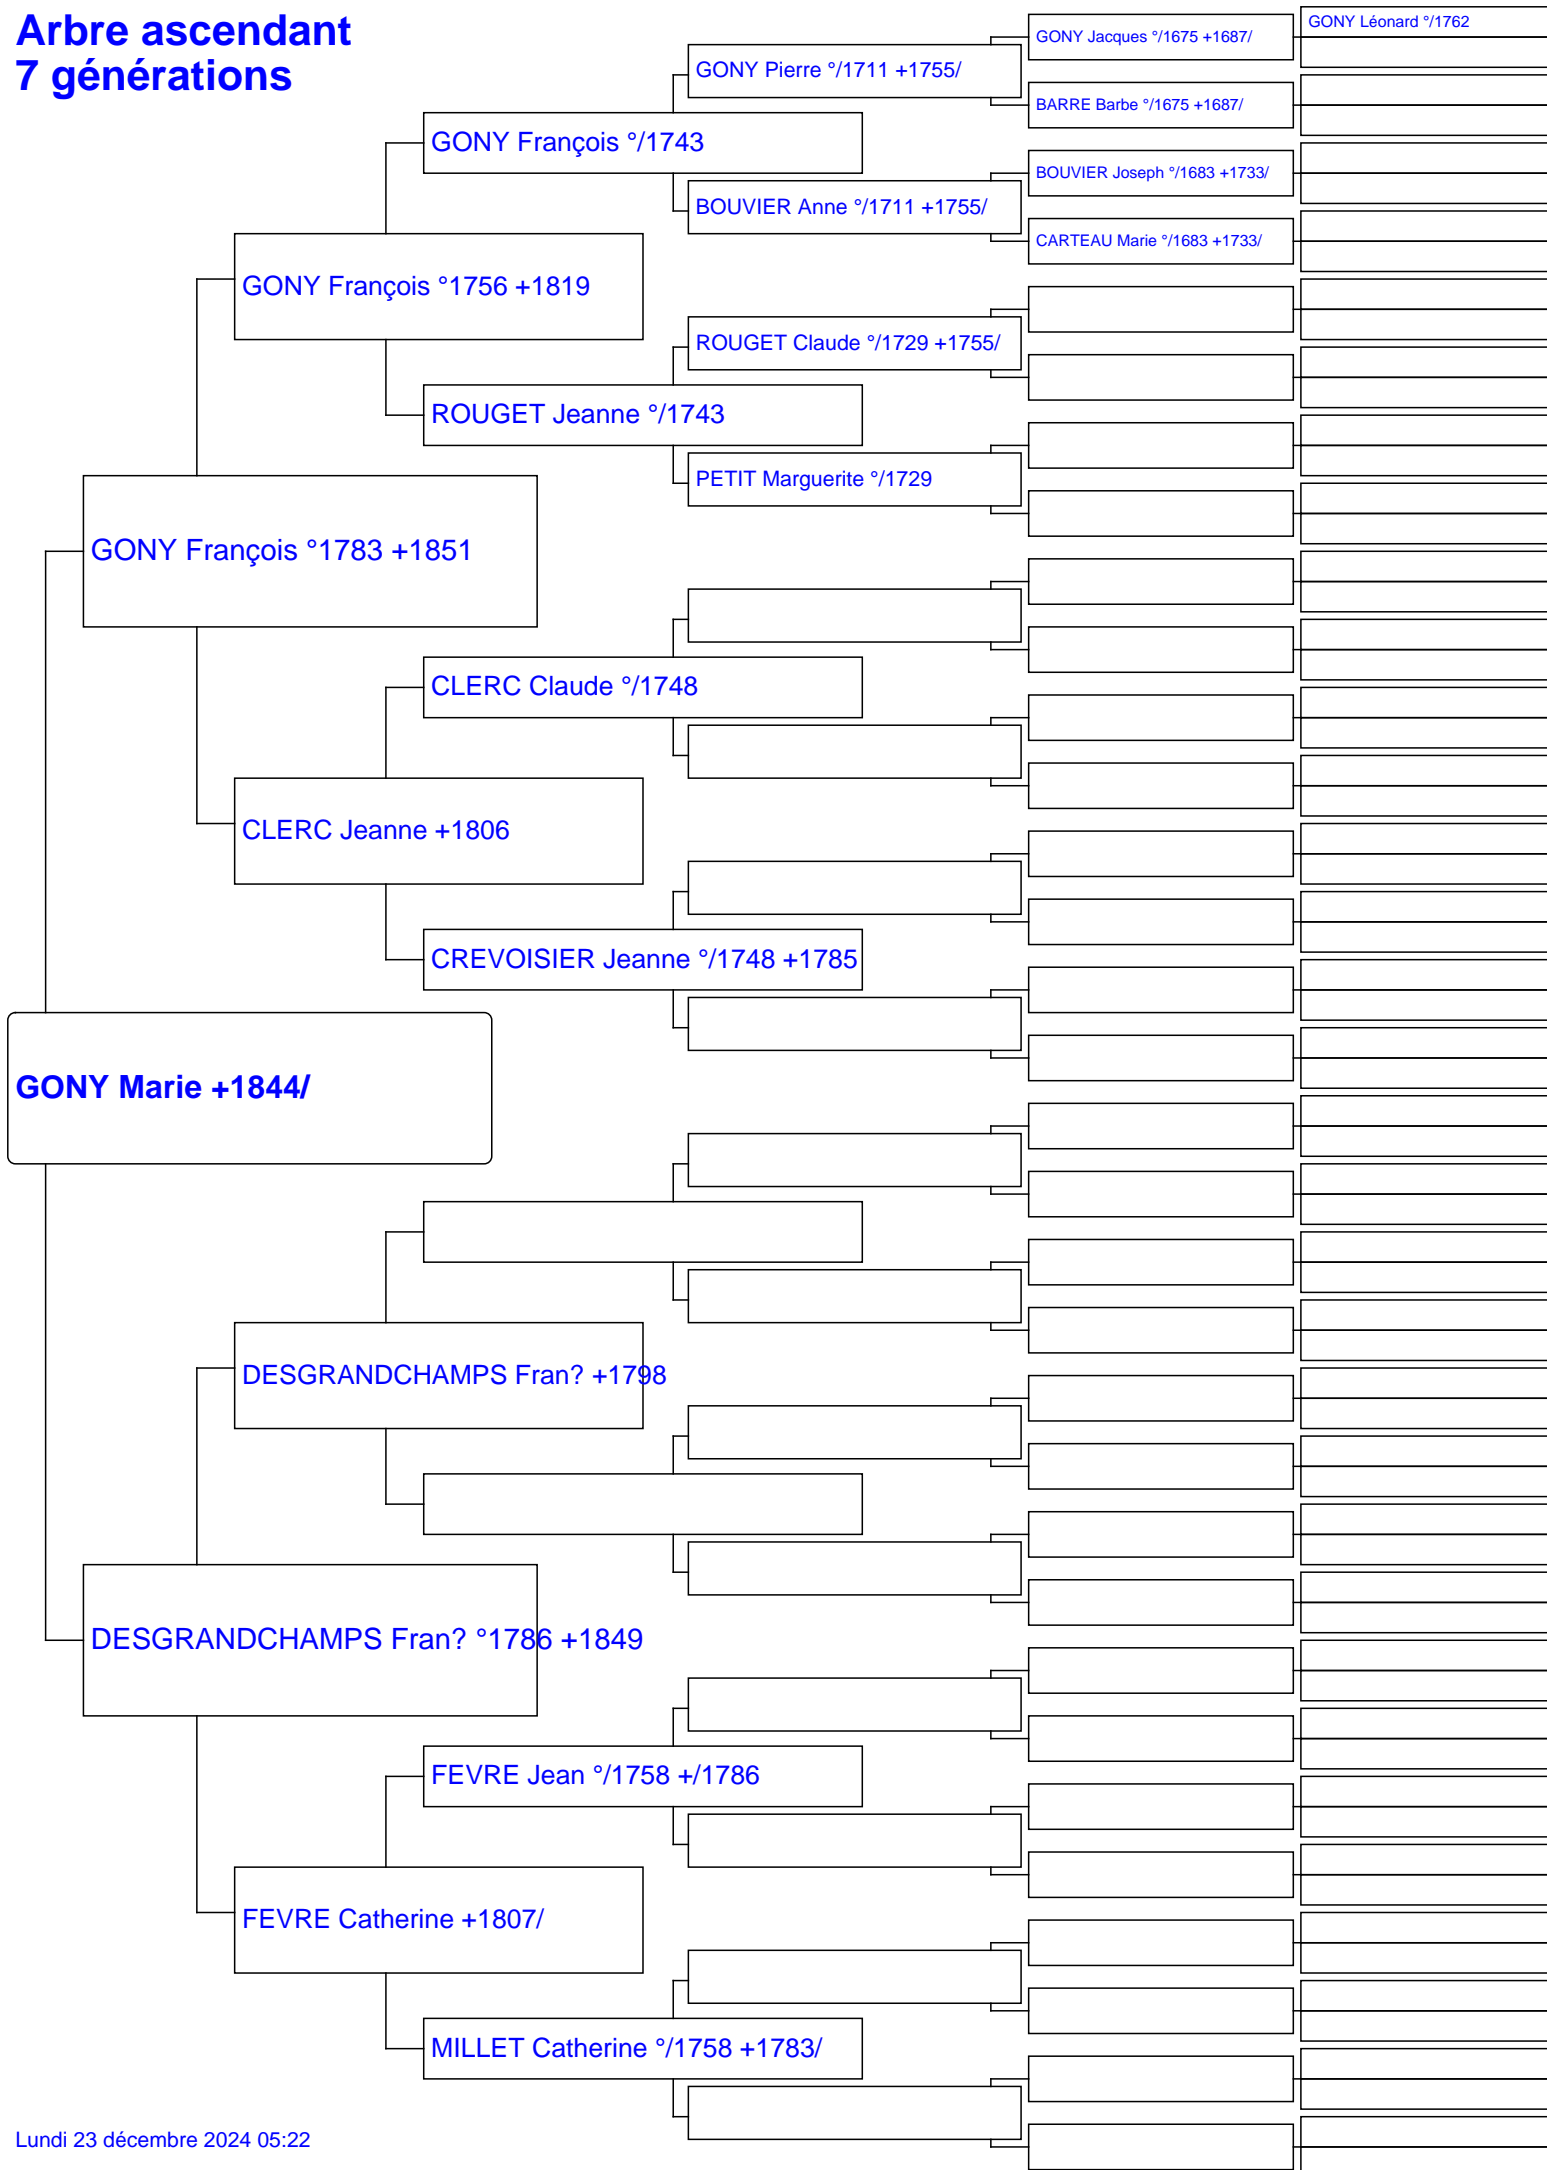 Arbre ascendant
7 générations
GONY Léonard °/1762
GONY Jacques °/1675 +1687/
GONY Pierre °/1711 +1755/
BARRE Barbe °/1675 +1687/
GONY François °/1743
BOUVIER Joseph °/1683 +1733/
BOUVIER Anne °/1711 +1755/
CARTEAU Marie °/1683 +1733/
GONY François °1756 +1819
ROUGET Claude °/1729 +1755/
ROUGET Jeanne °/1743
PETIT Marguerite °/1729
GONY François °1783 +1851
CLERC Claude °/1748
CLERC Jeanne +1806
CREVOISIER Jeanne °/1748 +1785
GONY Marie +1844/
DESGRANDCHAMPS Fran? +1798
DESGRANDCHAMPS Fran? °1786 +1849
FEVRE Jean °/1758 +/1786
FEVRE Catherine +1807/
MILLET Catherine °/1758 +1783/
Lundi 23 décembre 2024 05:22